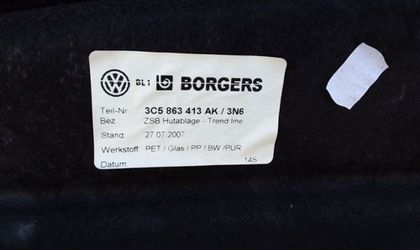 BL1 BORGERS
Teil-Nr 3C5 863 413 AK / 3N6
Bez ZSB Hutablage - Trend line
Stand 27.07.2007
Werkstoff PET / Glas / PP / BW /PUR
Datum 14S